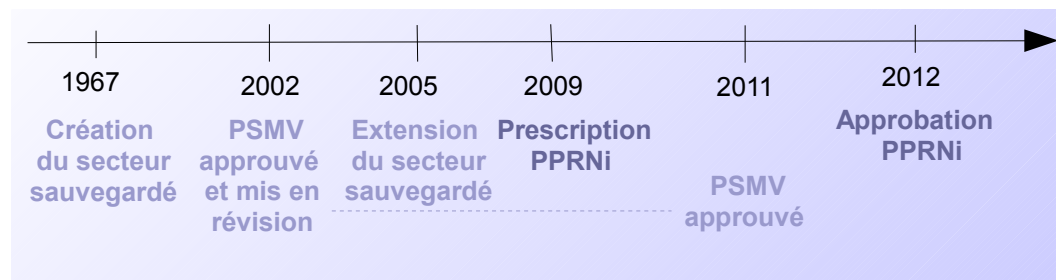 1967
Création
du secteur
sauvegardé
2002
PSMV
approuvé
et mis en
révision
2005
Extension
du secteur
sauvegardé
2009
Prescription
PPRNi
2011
PSMV
approuvé
2012
Approbation
PPRNi